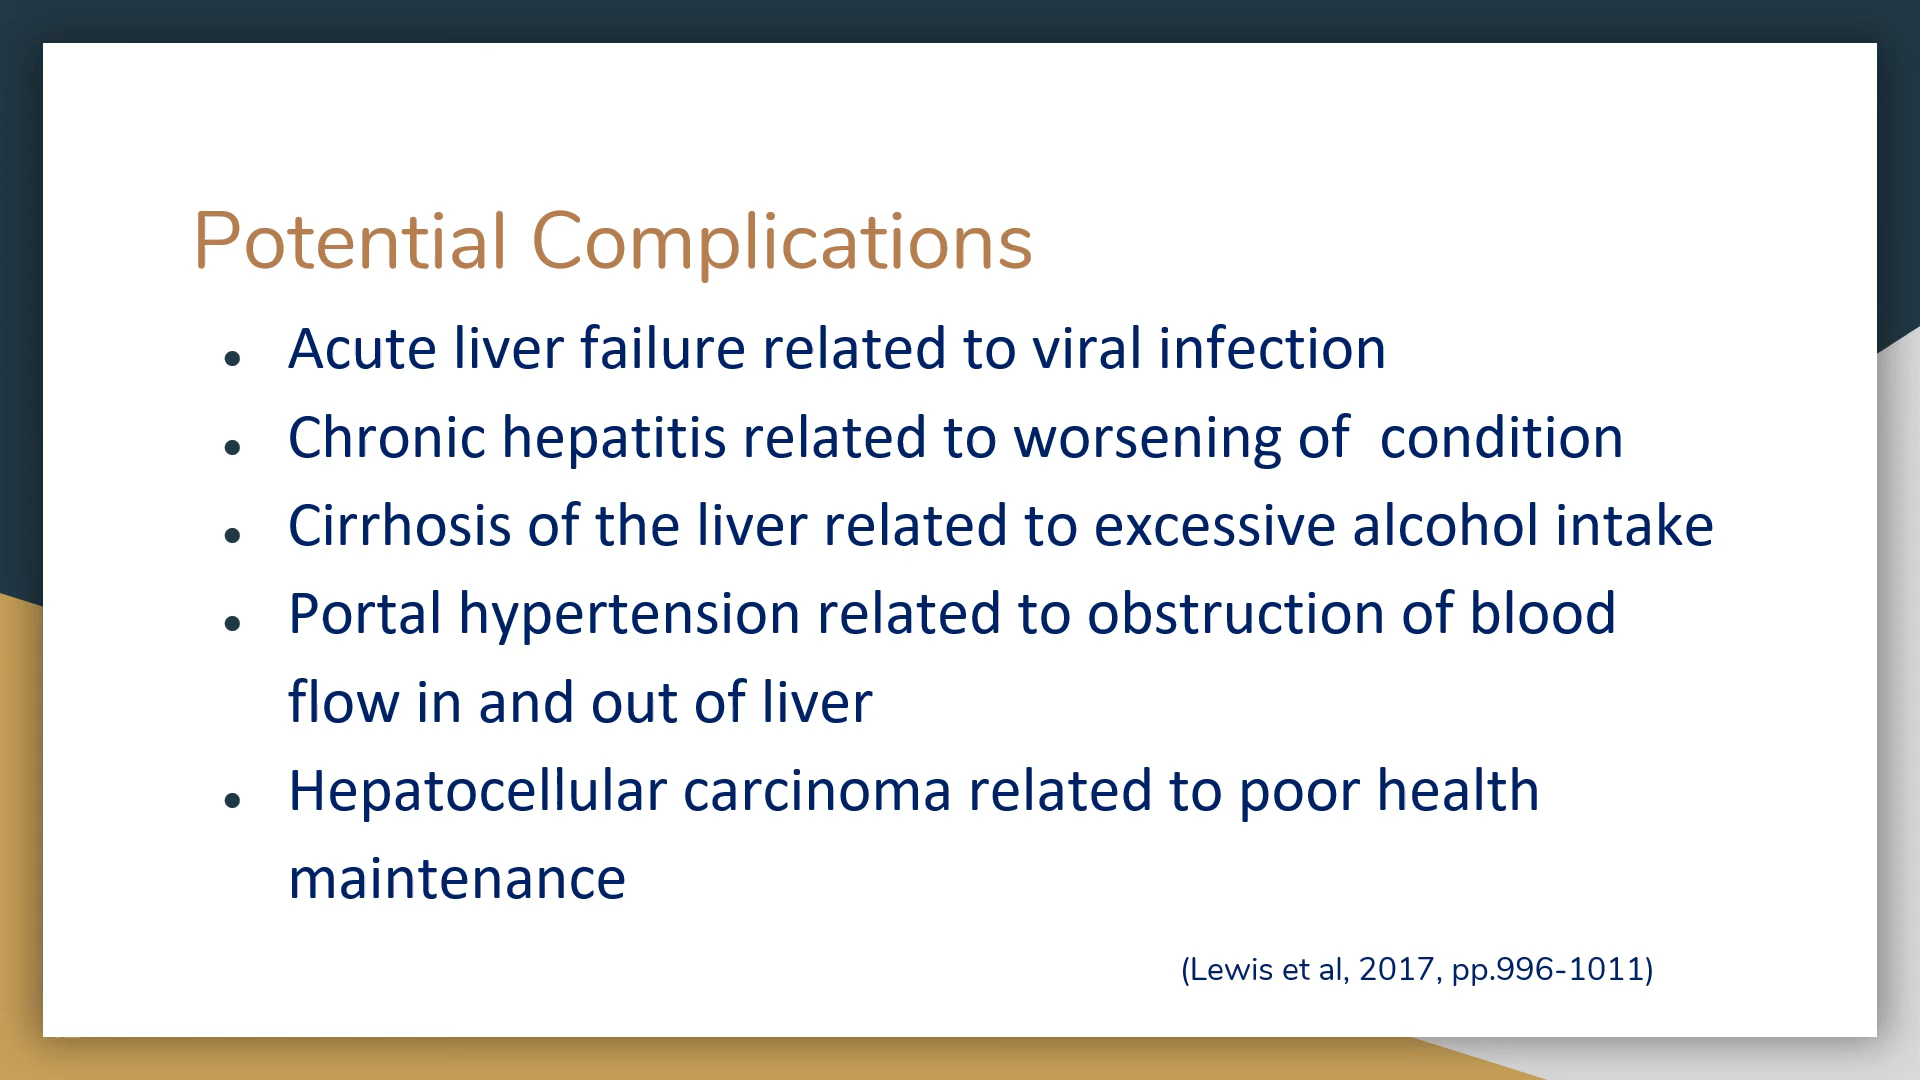 Potential Complications
• Acute liver failure related to viral infection
• Chronic hepatitis related to worsening of  condition
• Cirrhosis of the liver related to excessive alcohol intake
• Portal hypertension related to obstruction of blood
flow in and out of liver
• Hepatocellular carcinoma related to poor health
maintenance
(Lewis et al, 2017, pp.996-1011)